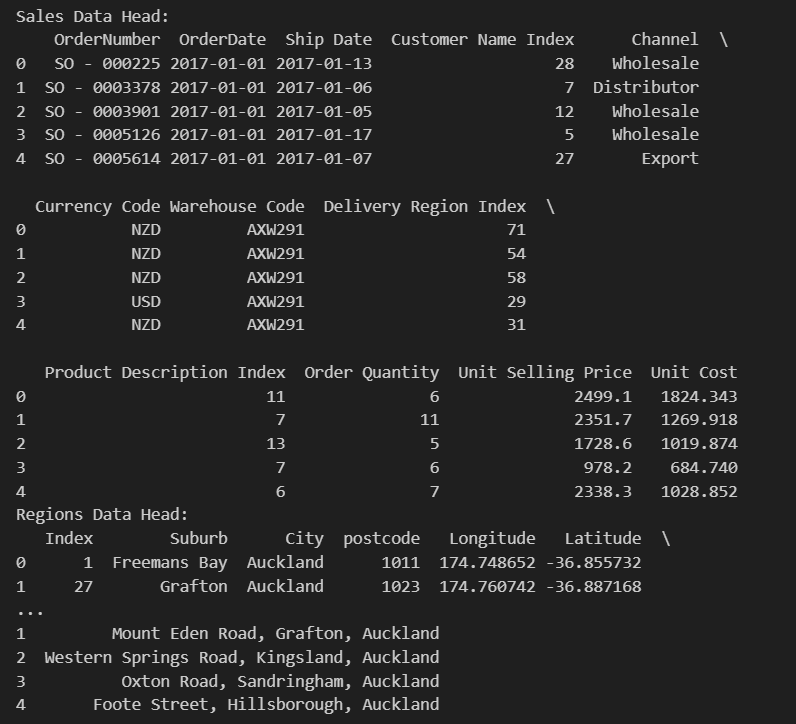 Sales Data Head:
    OrderNumber  OrderDate  Ship Date  Customer Name Index      Channel  \
0   SO - 000225 2017-01-01 2017-01-13                   28    Wholesale
1  SO - 0003378 2017-01-01 2017-01-06                    7  Distributor
2  SO - 0003901 2017-01-01 2017-01-05                   12    Wholesale
3  SO - 0005126 2017-01-01 2017-01-17                    5    Wholesale
4  SO - 0005614 2017-01-01 2017-01-07                   27       Export
  Currency Code Warehouse Code  Delivery Region Index  \
0           NZD         AXW291                     71
1           NZD         AXW291                     54
2           NZD         AXW291                     58
3           USD         AXW291                     29
4           NZD         AXW291                     31
   Product Description Index  Order Quantity  Unit Selling Price  Unit Cost
0                         11               6              2499.1   1824.343
1                          7              11              2351.7   1269.918
2                         13               5              1728.6   1019.874
3                          7               6               978.2    684.740
4                          6               7              2338.3   1028.852
Regions Data Head:
   Index        Suburb      City  postcode   Longitude   Latitude  \
0      1  Freemans Bay  Auckland      1011  174.748652 -36.855732
1     27       Grafton  Auckland      1023  174.760742 -36.887168
...
1         Mount Eden Road, Grafton, Auckland
2  Western Springs Road, Kingsland, Auckland
3          Oxton Road, Sandringham, Auckland
4       Foote Street, Hillsborough, Auckland